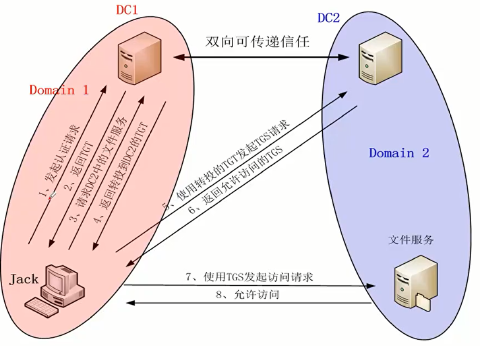 DC1
DC2
双向可传递信任
Domain 1
Domain 2
1、发起认证请求
2、返回TGT
3、请求DC2中的文件服务
4、返回转投到DC2的TGT
5、使用转投的TGT发起TGS请求
6、返回允许访问的TGS
文件服务
Jack
7、使用TGS发起访问请求
8、允许访问